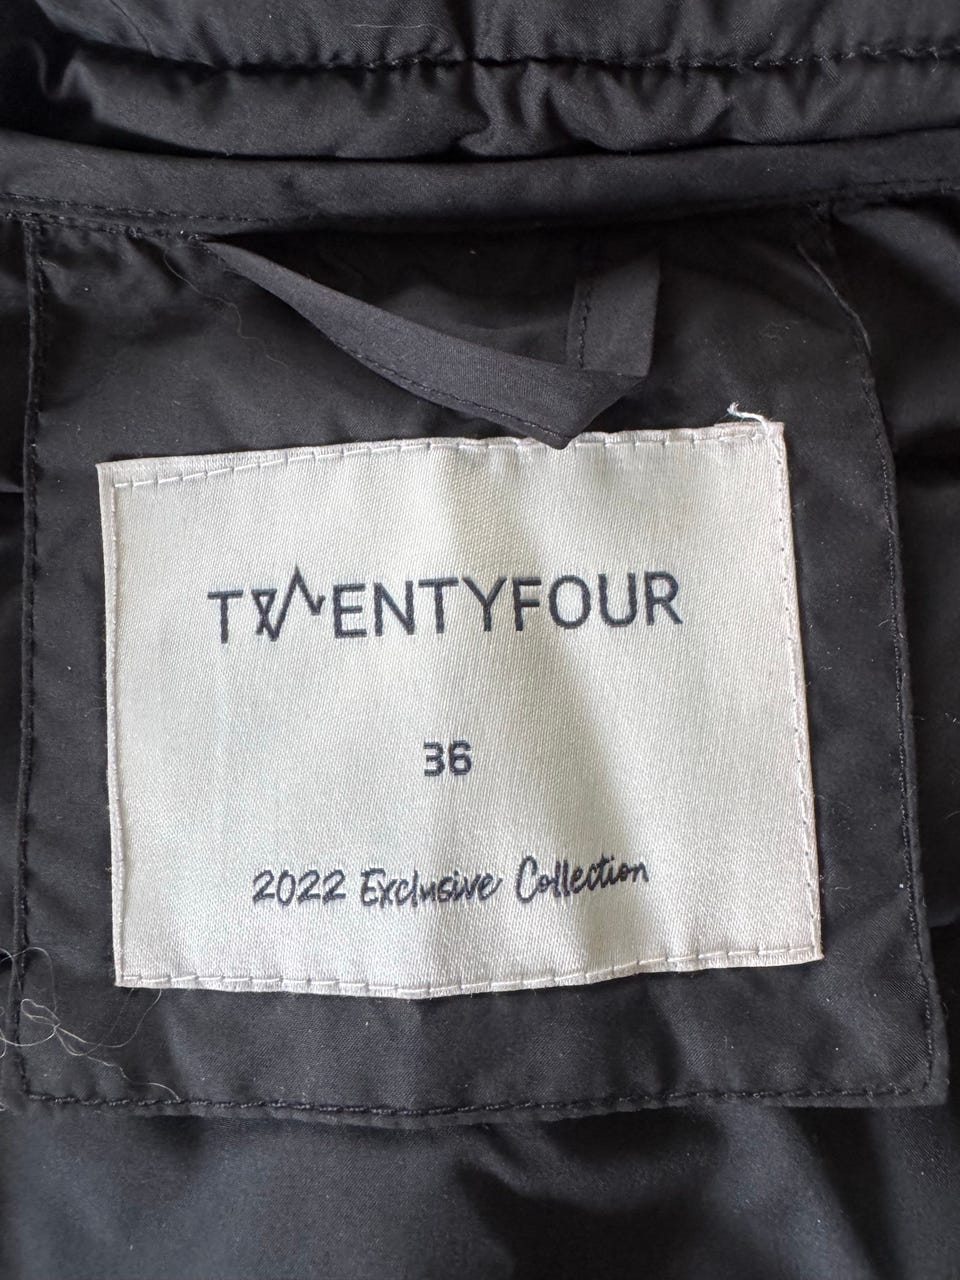 TWENTYFOUR
36
2022 Exclusive Collection